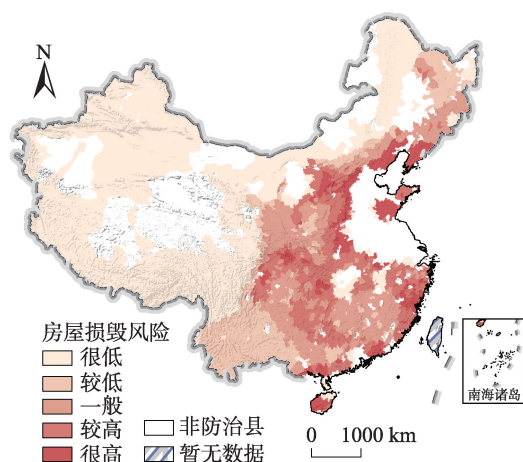 N
房屋损毁风险
很低
较低
一般
较高
很高
非防治县
暂无数据
0 1000 km
南海诸岛